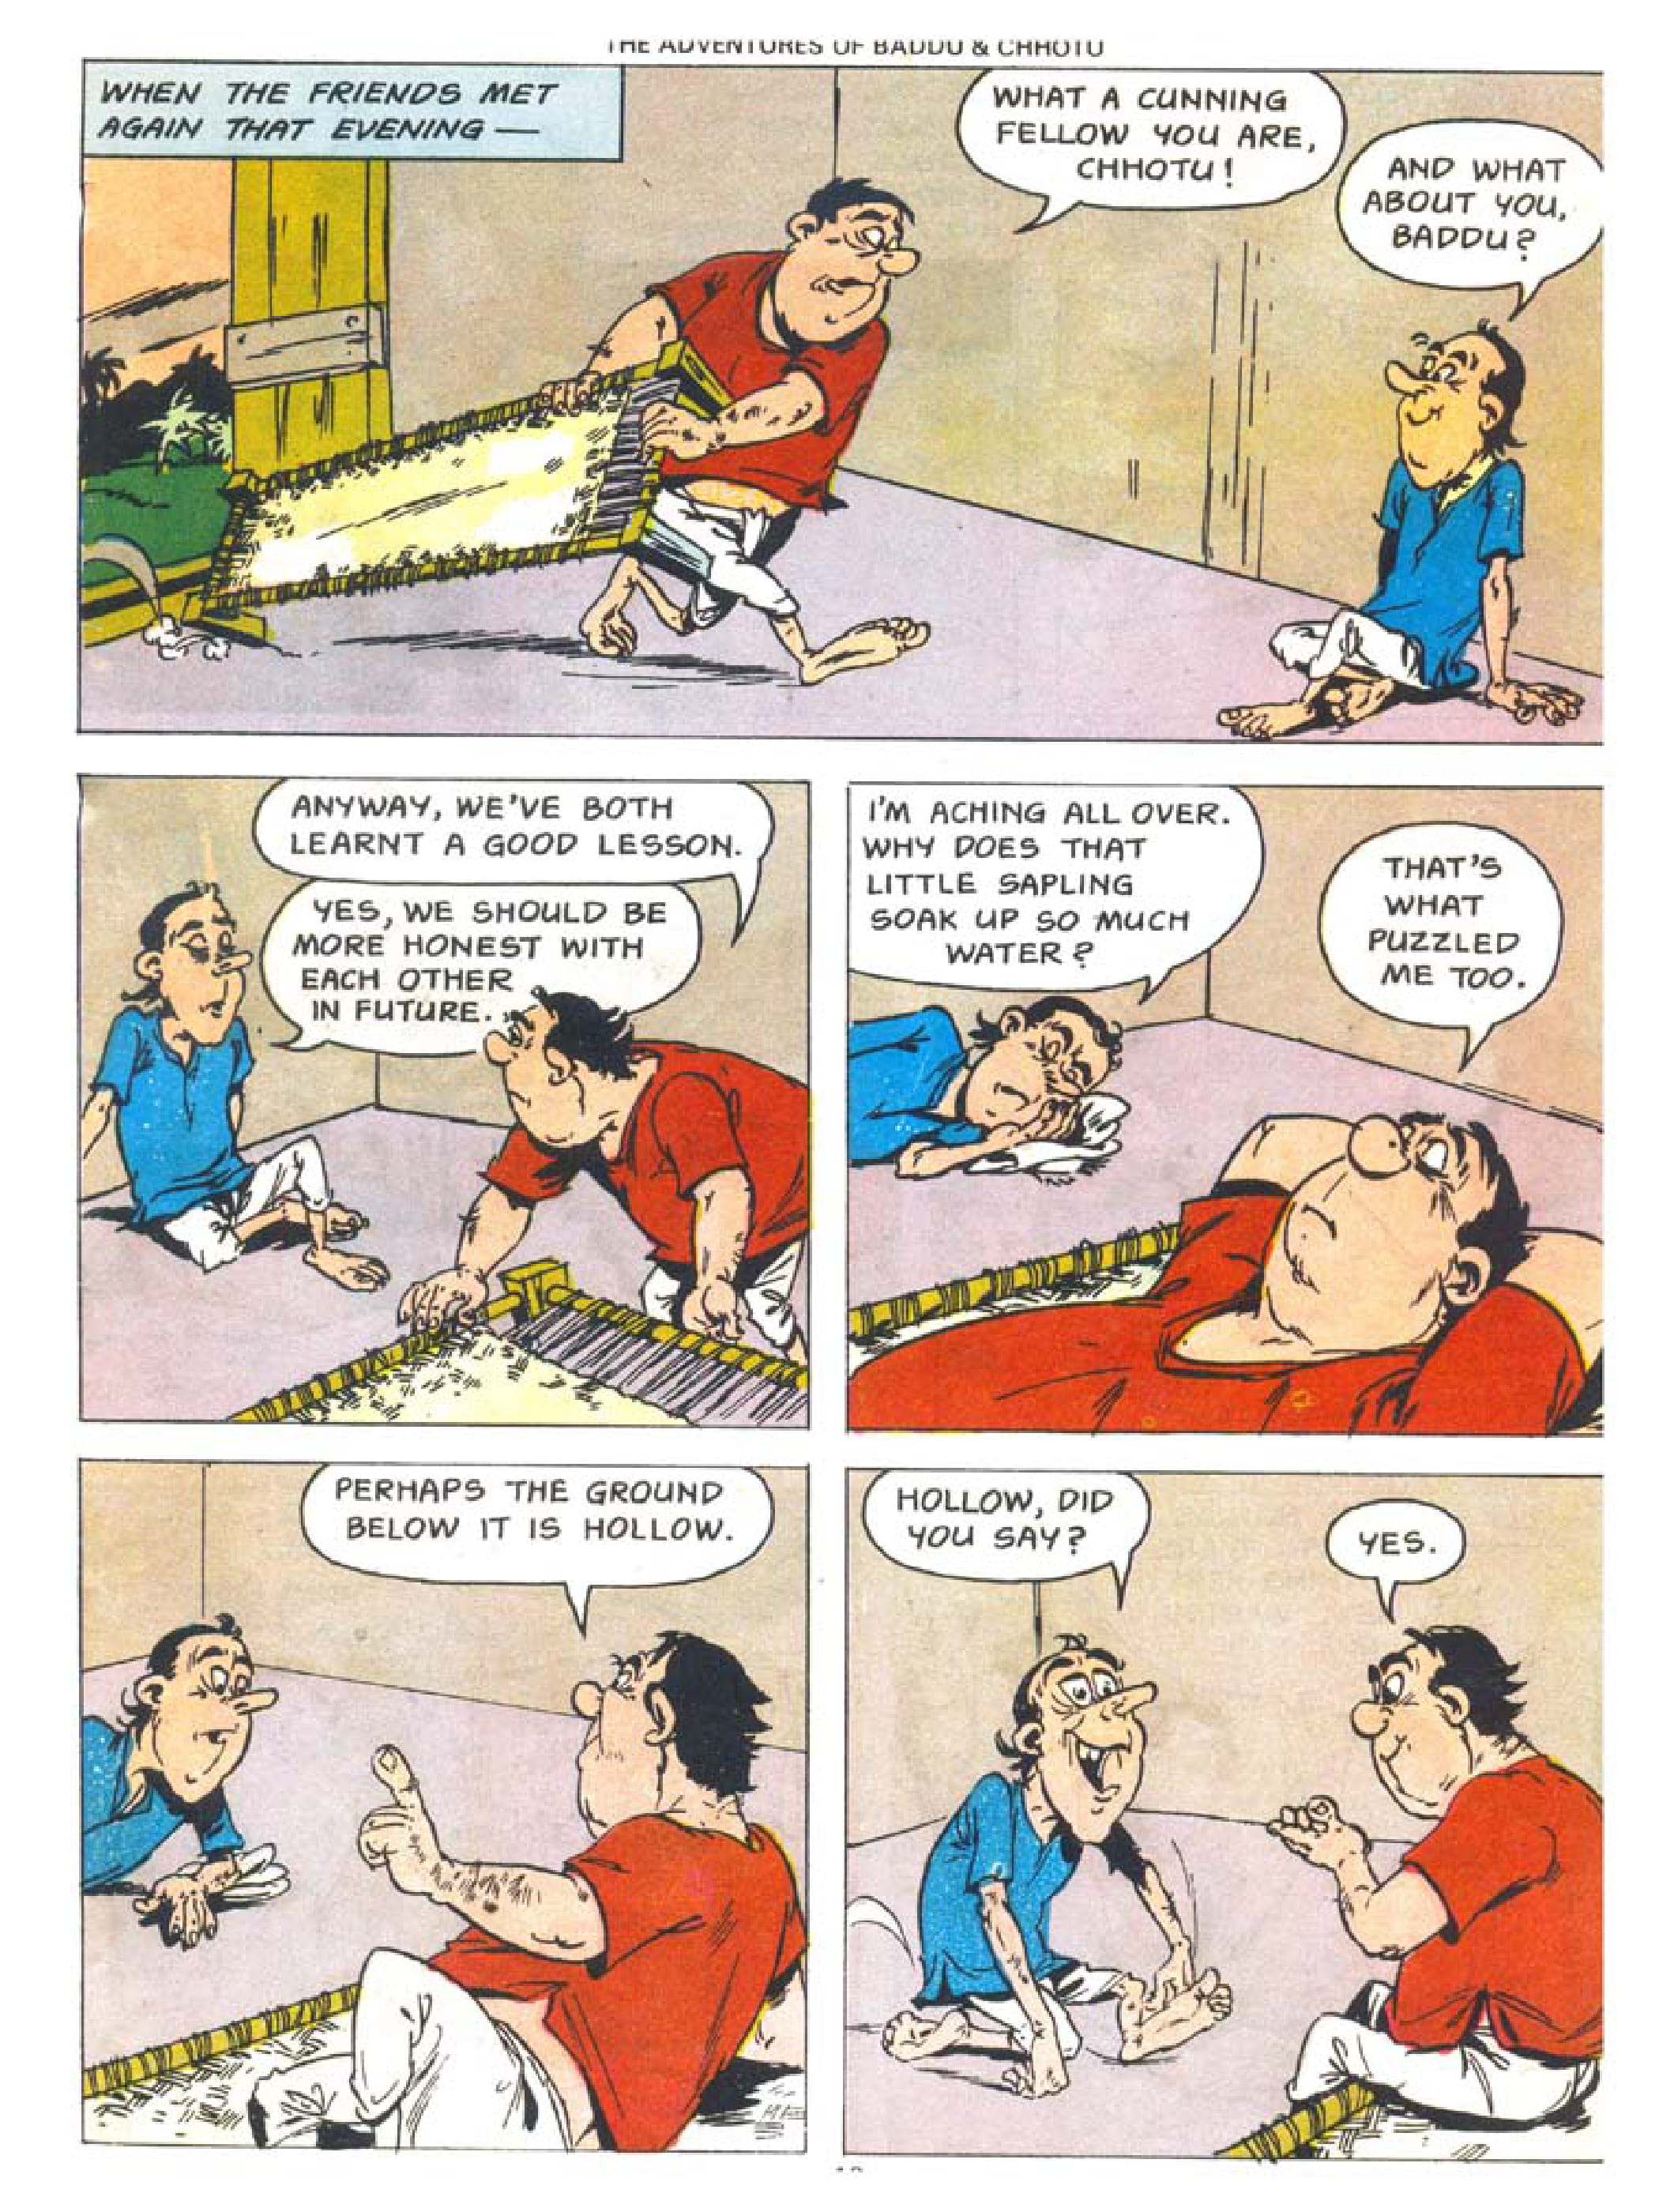 THE ADVENTURES OF BADDU & CHHOTU
WHEN THE FRIENDS MET
AGAIN THAT EVENING —
WHAT A CUNNING
FELLOW YOU ARE,
CHHOTU!
AND WHAT
ABOUT YOU,
BADDU?
ANYWAY, WE'VE BOTH
LEARNT A GOOD LESSON.
YES, WE SHOULD BE
MORE HONEST WITH
EACH OTHER
IN FUTURE.
I'M ACHING ALL OVER.
WHY DOES THAT
LITTLE SAPLING
SOAK UP SO MUCH
WATER?
THAT'S
WHAT
PUZZLED
ME TOO.
PERHAPS THE GROUND
BELOW IT IS HOLLOW.
HOLLOW, DID
YOU SAY?
YES.